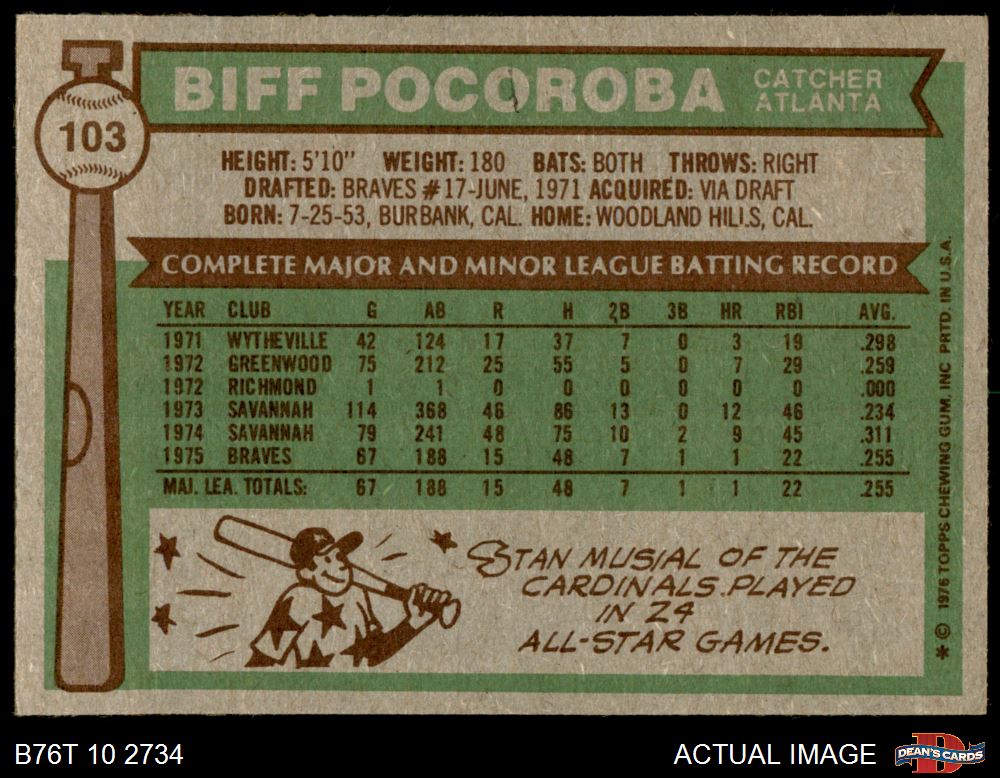 103
BIFF POCOROBA
CATCHER
ATLANTA
HEIGHT: 5'10" WEIGHT: 180 BATS: BOTH THROWS: RIGHT
DRAFTED: BRAVES #17-JUNE, 1971 ACQUIRED: VIA DRAFT
BORN: 7-25-53, BURBANK, CAL. HOME: WOODLAND HILLS, CAL.
COMPLETE MAJOR AND MINOR LEAGUE BATTING RECORD
YEAR CLUB G AB R H 2B 3B HR RBI AVG.
1971 WYTHEVILLE 42 124 17 37 7 0 3 19 .298
1972 GREENWOOD 75 212 25 55 5 0 7 29 .259
1972 RICHMOND 1 1 0 0 0 0 0 0 .000
1973 SAVANNAH 114 368 46 86 13 0 12 46 .234
1974 SAVANNAH 79 241 48 75 10 2 9 45 .311
1975 BRAVES 67 188 15 48 7 1 1 22 .255
MAJ. LEA. TOTALS: 67 188 15 48 7 1 1 22 .255
STAN MUSIAL OF THE
CARDINALS PLAYED
IN 24
ALL-STAR GAMES.
* © 1976 TOPPS CHEWING GUM, INC PRTD. IN U.S.A.
B76T 10 2734
ACTUAL IMAGE
DEAN'S CARDS